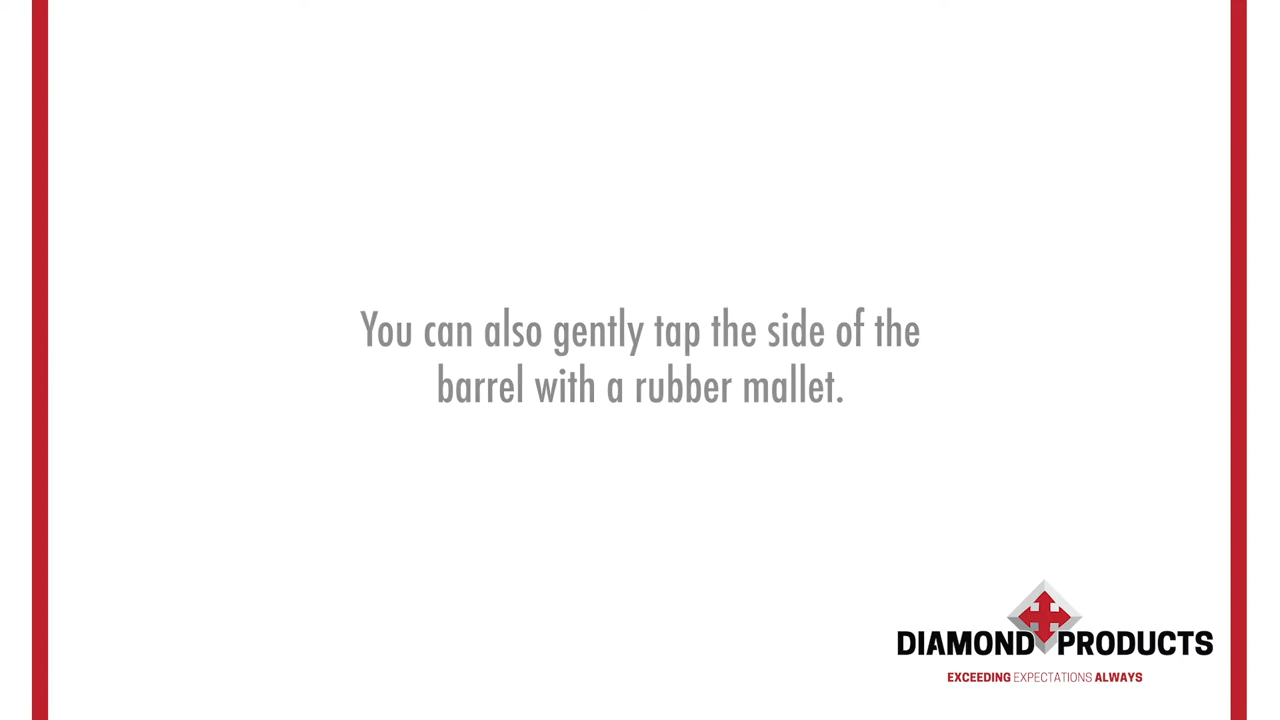 You can also gently tap the side of the
barrel with a rubber mallet.
DIAMOND PRODUCTS
EXCEEDING EXPECTATIONS ALWAYS